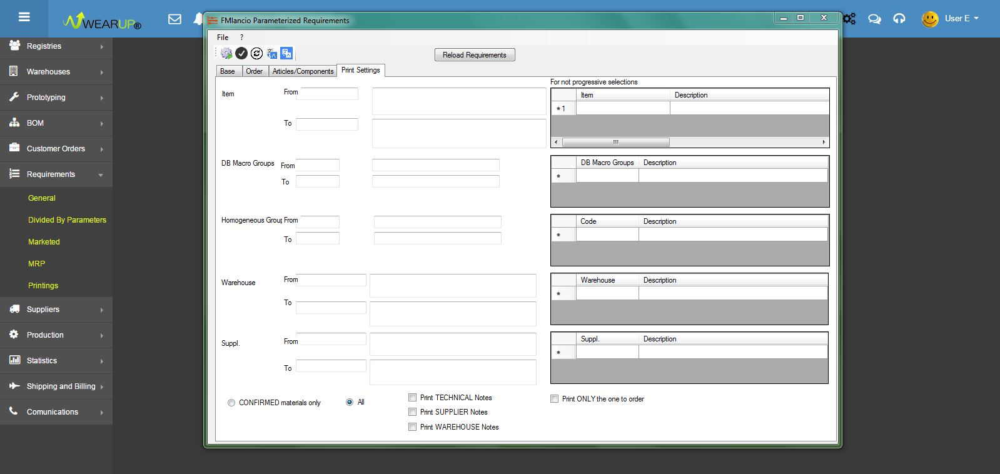 WEARUP®
User E
Registries
Warehouses
Prototyping
BOM
Customer Orders
Requirements
General
Divided By Parameters
Marketed
MRP
Printings
Suppliers
Production
Statistics
Shipping and Billing
Comunications
FMlancio Parameterized Requirements
File ?
Reload Requirements
Base Order Articles/Components Print Settings
For not progressive selections
Item From
To
Item Description
* 1
DB Macro Groups From
To
DB Macro Groups Description
*
Homogeneous Group From
To
Code Description
*
Warehouse From
To
Warehouse Description
*
Suppl. From
To
Suppl. Description
*
CONFIRMED materials only All
Print TECHNICAL Notes
Print SUPPLIER Notes
Print WAREHOUSE Notes
Print ONLY the one to order